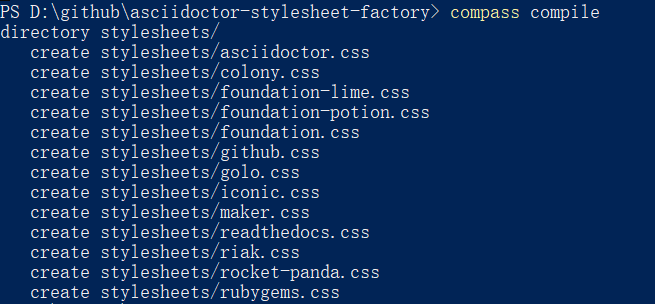 PS D:\github\asciidoctor-stylesheet-factory> compass compile
directory stylesheets/
create stylesheets/asciidoctor.css
create stylesheets/colony.css
create stylesheets/foundation-lime.css
create stylesheets/foundation-potion.css
create stylesheets/foundation.css
create stylesheets/github.css
create stylesheets/golo.css
create stylesheets/iconic.css
create stylesheets/maker.css
create stylesheets/readthedocs.css
create stylesheets/riak.css
create stylesheets/rocket-panda.css
create stylesheets/rubygems.css